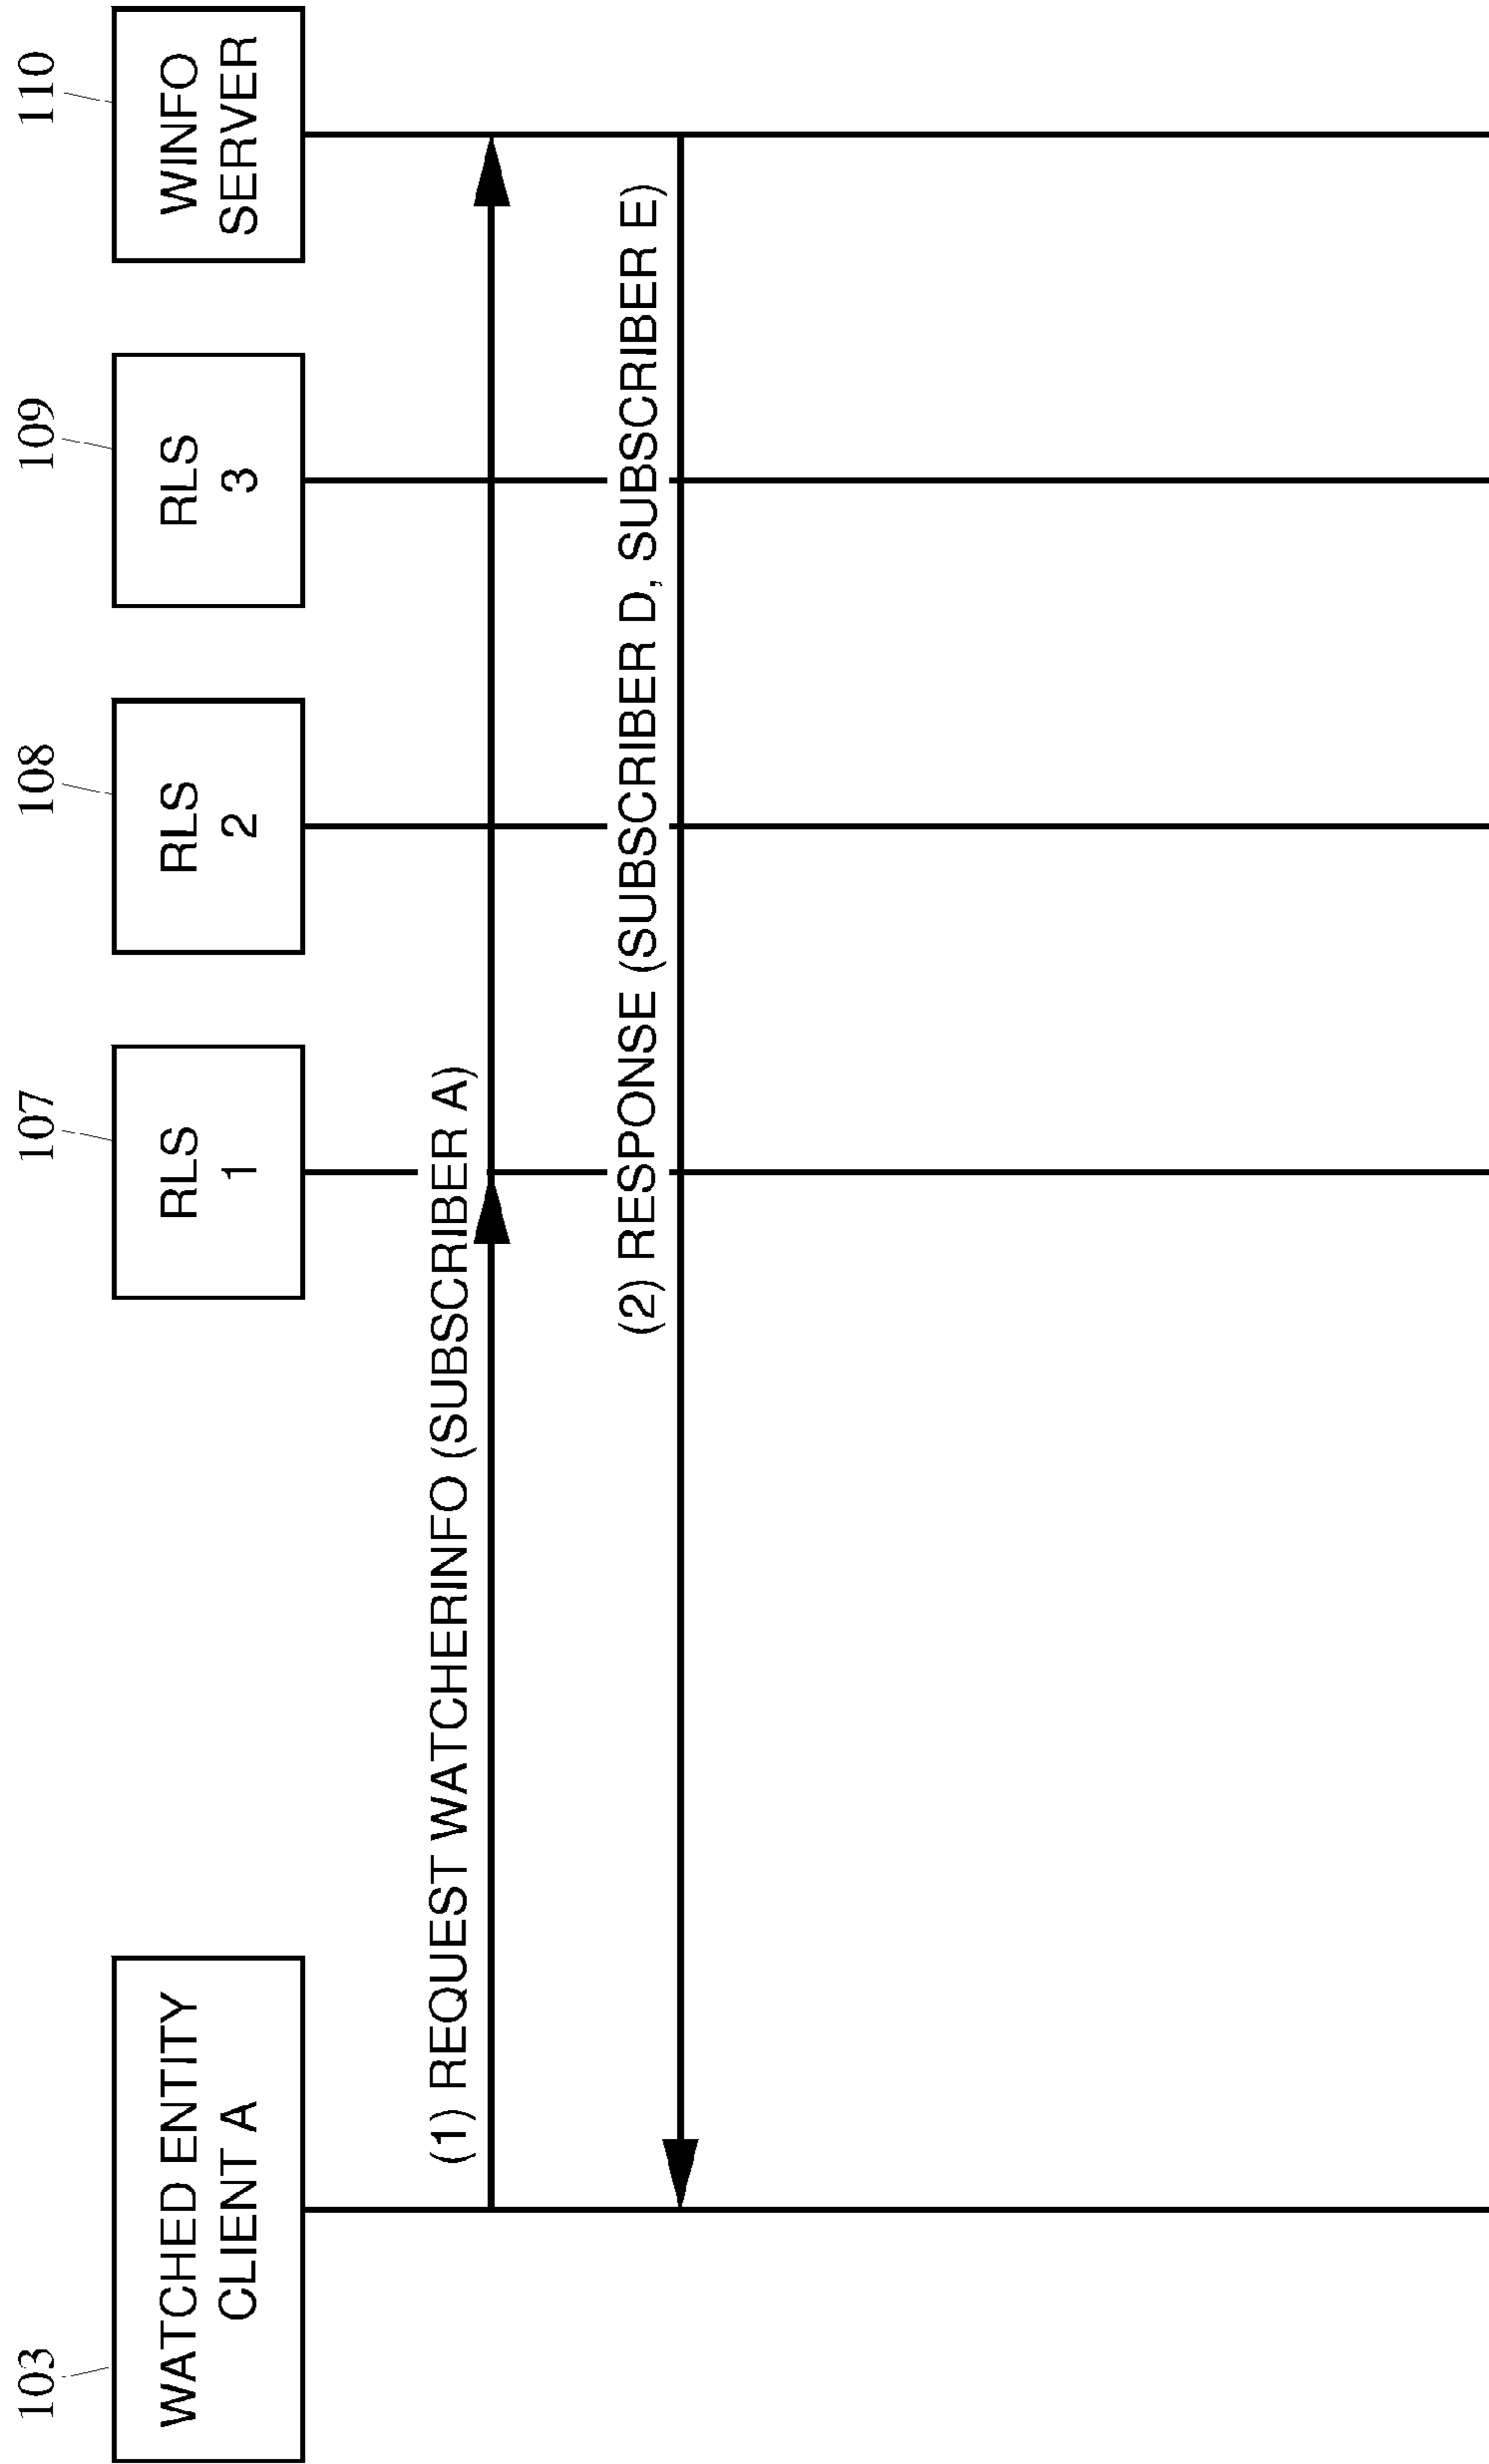 103
107
108
109
110
WATCHED ENTITY
CLIENT A
RLS
1
RLS
2
RLS
3
WINFO
SERVER
(1) REQUEST WATCHERINFO (SUBSCRIBER A)
(2) RESPONSE (SUBSCRIBER D, SUBSCRIBER E)